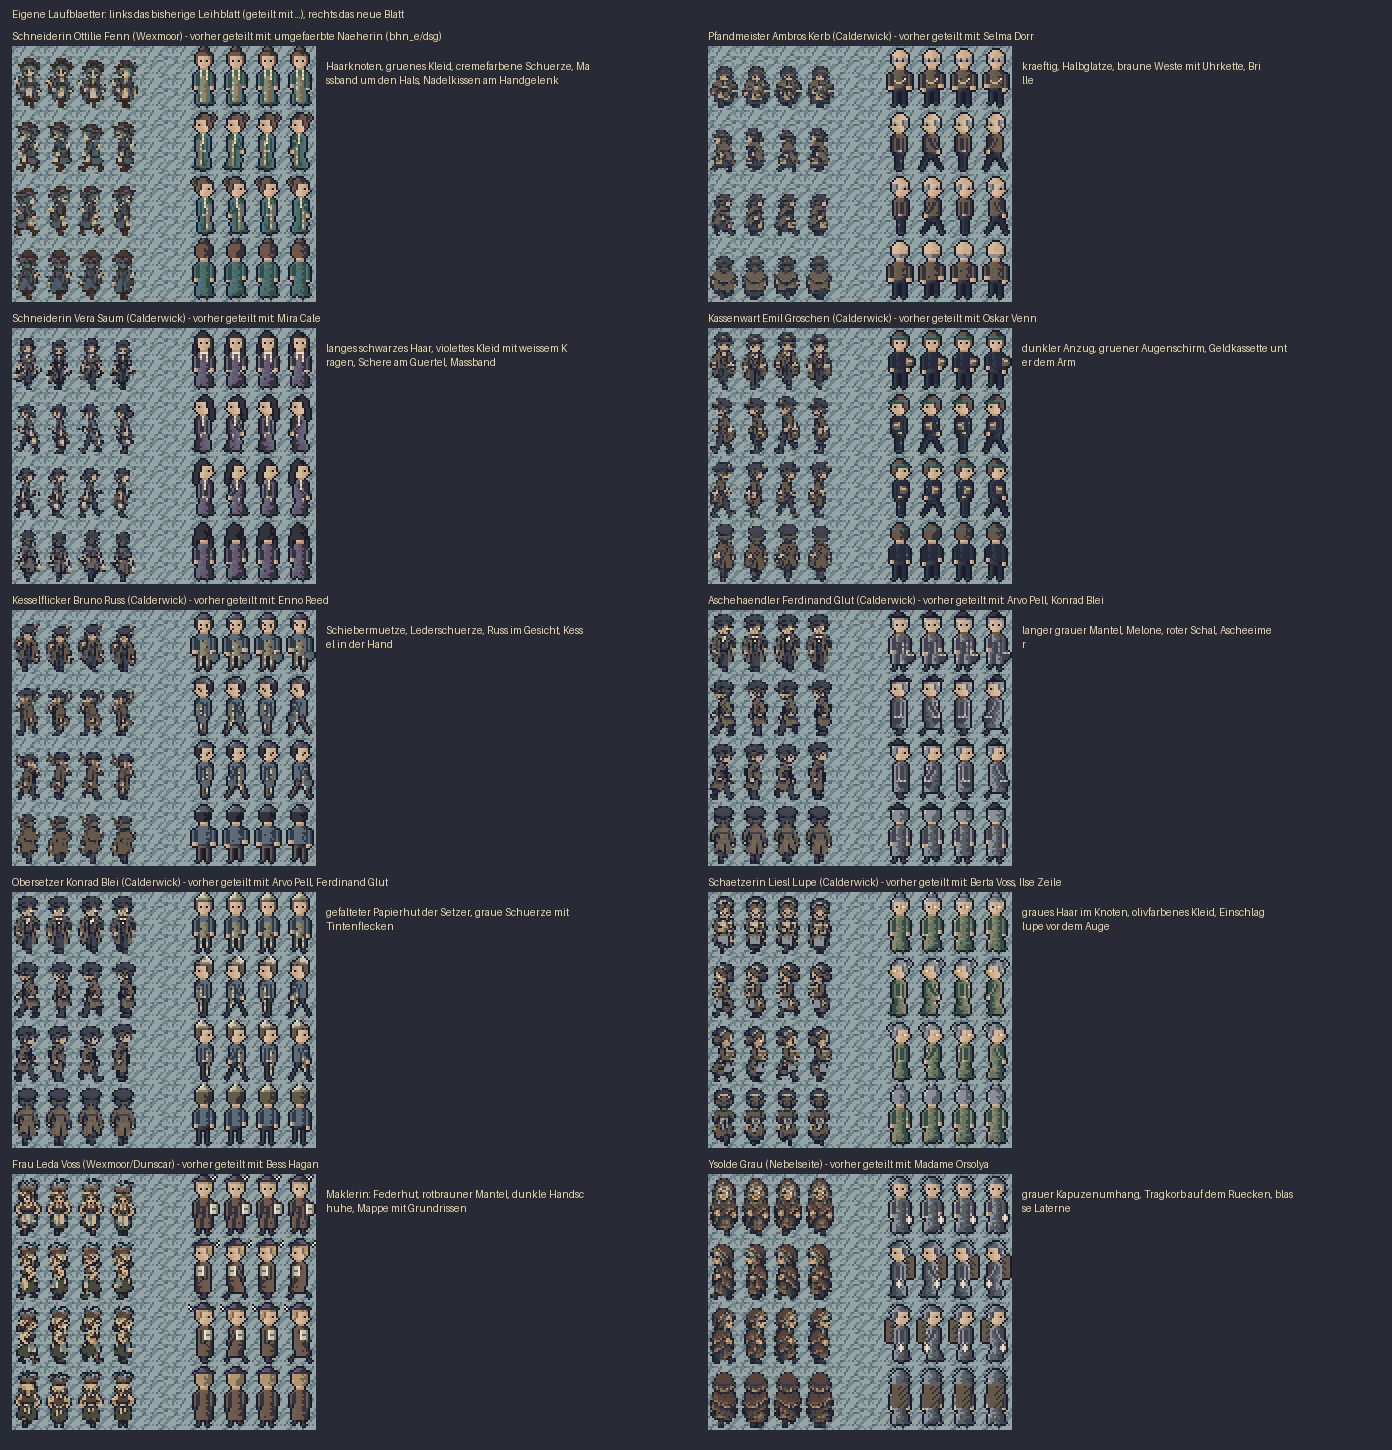 Eigene Laufblaetter: links das bisherige Leihblatt (geteilt mit ...), rechts das neue Blatt
Schneiderin Ottilie Fenn (Wexmoor) - vorher geteilt mit: umgefaerbte Naeherin (bhn_e/dsg)
Haarknoten, gruenes Kleid, cremefarbene Schuerze, Ma
ssband um den Hals, Nadelkissen am Handgelenk
Pfandmeister Ambros Kerb (Calderwick) - vorher geteilt mit: Selma Dorr
kraeftig, Halbglatze, braune Weste mit Uhrkette, Bri
lle
Schneiderin Vera Saum (Calderwick) - vorher geteilt mit: Mira Cale
langes schwarzes Haar, violettes Kleid mit weissem K
ragen, Schere am Guertel, Massband
Kassenwart Emil Groschen (Calderwick) - vorher geteilt mit: Oskar Venn
dunkler Anzug, gruener Augenschirm, Geldkassette unt
er dem Arm
Kesselflicker Bruno Russ (Calderwick) - vorher geteilt mit: Enno Reed
Schiebermuetze, Lederschuerze, Russ im Gesicht, Kess
el in der Hand
Aschehaendler Ferdinand Glut (Calderwick) - vorher geteilt mit: Arvo Pell, Konrad Blei
langer grauer Mantel, Melone, roter Schal, Ascheeime
r
Obersetzer Konrad Blei (Calderwick) - vorher geteilt mit: Arvo Pell, Ferdinand Glut
gefalteter Papierhut der Setzer, graue Schuerze mit
Tintenflecken
Schaetzerin Liesl Lupe (Calderwick) - vorher geteilt mit: Berta Voss, Ilse Zeile
graues Haar im Knoten, olivfarbenes Kleid, Einschlag
lupe vor dem Auge
Frau Leda Voss (Wexmoor/Dunscar) - vorher geteilt mit: Bess Hagan
Maklerin: Federhut, rotbrauner Mantel, dunkle Handsc
huhe, Mappe mit Grundrissen
Ysolde Grau (Nebelseite) - vorher geteilt mit: Madame Orsolya
grauer Kapuzenumhang, Tragkorb auf dem Ruecken, blas
se Laterne